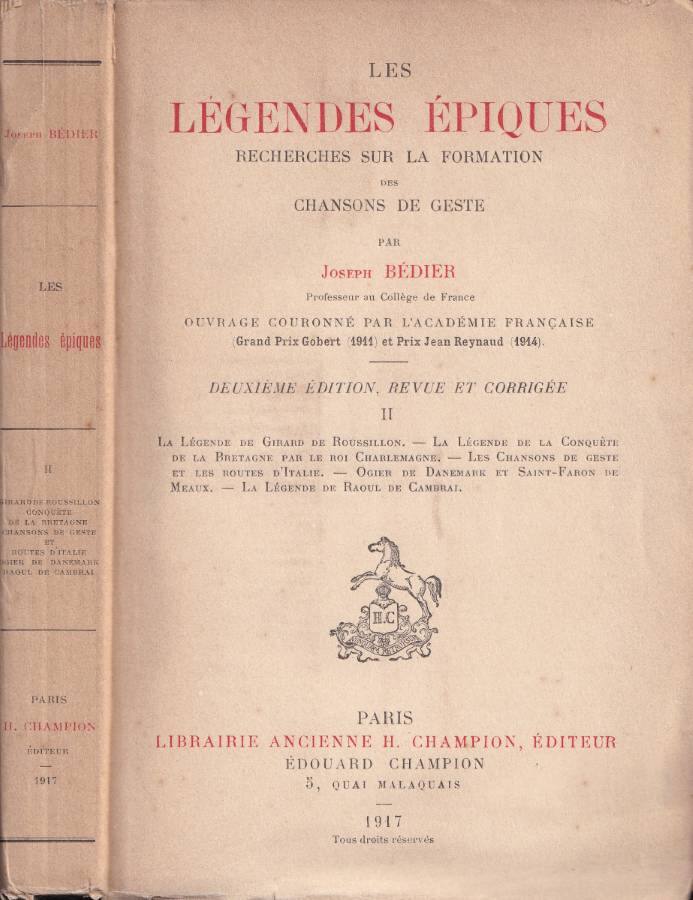 Joseph BÉDIER
LES
Légendes épiques
II
GIRARD DE ROUSSILLON
CONQUÊTE
DE LA BRETAGNE
CHANSONS DE GESTE
ET
ROUTES D'ITALIE
OGIER DE DANEMARK
RAOUL DE CAMBRAI
PARIS
H. CHAMPION
ÉDITEUR
1917
LES
LÉGENDES ÉPIQUES
RECHERCHES SUR LA FORMATION
DES
CHANSONS DE GESTE
PAR
Joseph BÉDIER
Professeur au Collège de France
OUVRAGE COURONNÉ PAR L'ACADÉMIE FRANÇAISE
(Grand Prix Gobert (1911) et Prix Jean Reynaud (1914).
DEUXIÈME ÉDITION, REVUE ET CORRIGÉE
II
La Légende de Girard de Roussillon. — La Légende de la Conquête
de la Bretagne par le roi Charlemagne. — Les Chansons de geste
et les routes d'Italie. — Ogier de Danemark et Saint-Faron de
Meaux. — La Légende de Raoul de Cambrai.
H.C
PARIS
LIBRAIRIE ANCIENNE H. CHAMPION, ÉDITEUR
ÉDOUARD CHAMPION
5, QUAI MALAQUAIS
1917
Tous droits réservés